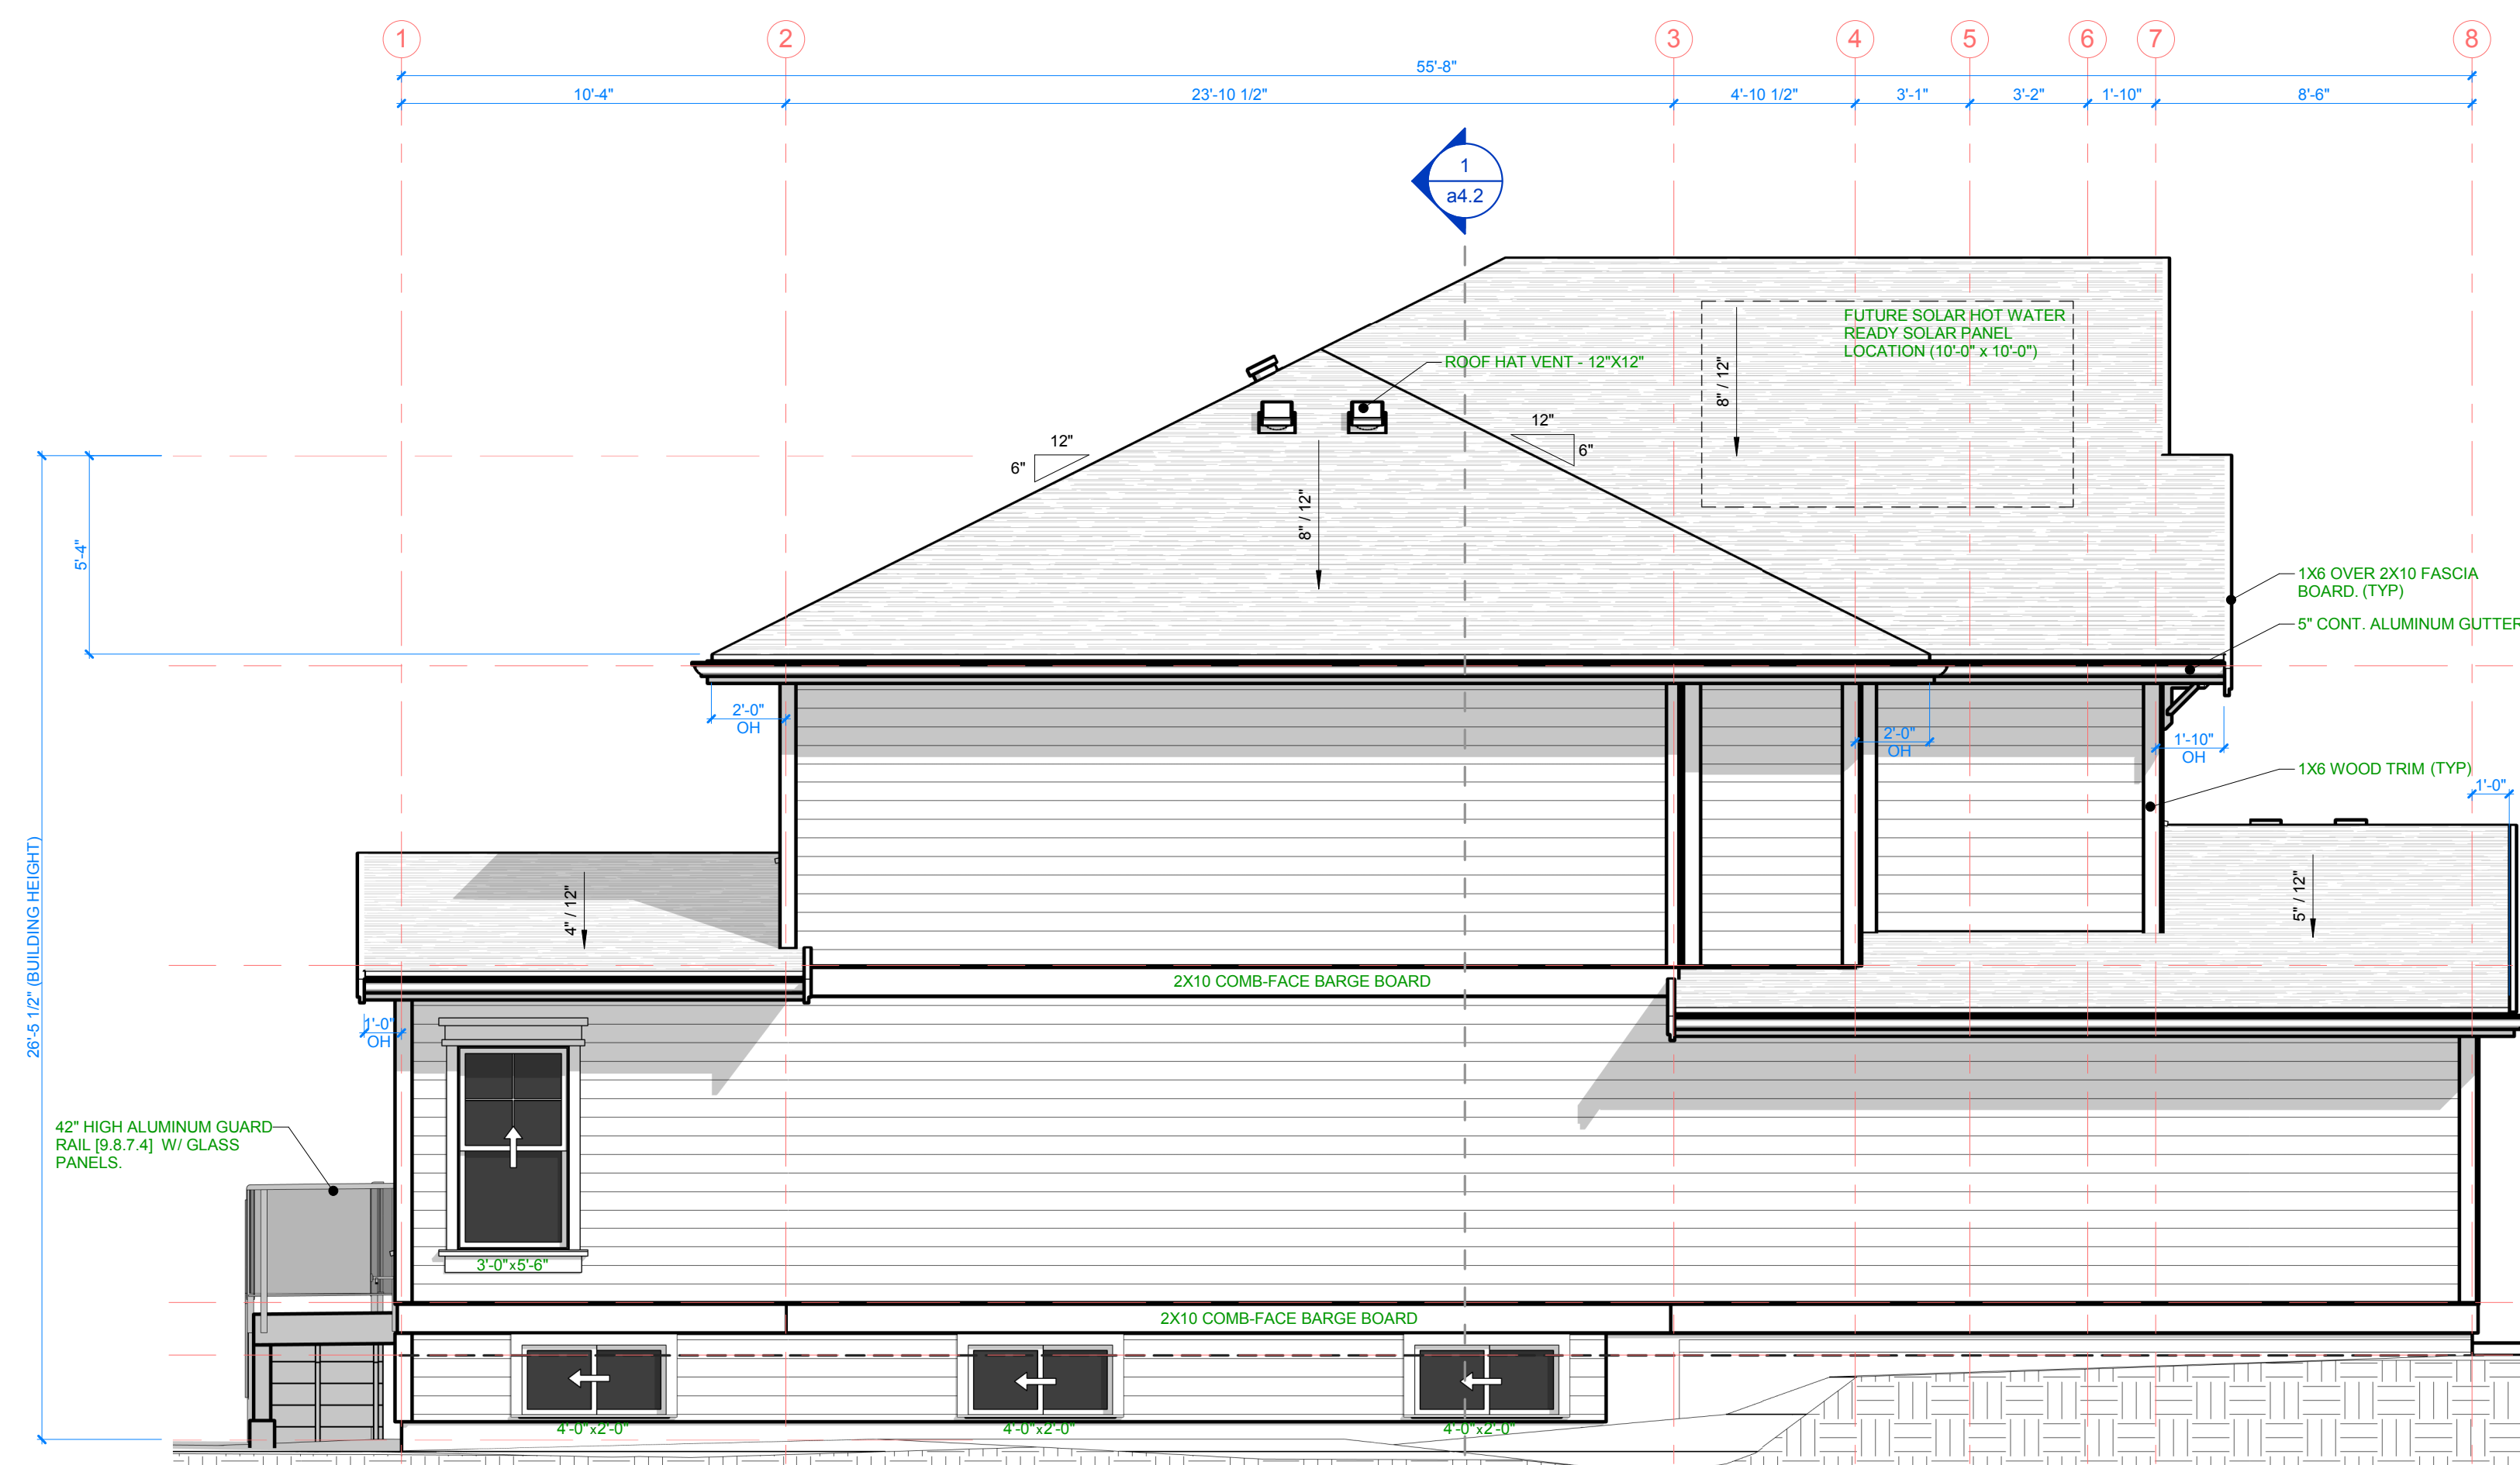 1 2 3 4 5 6 7 8
55'-8"
10'-4" 23'-10 1/2" 4'-10 1/2" 3'-1" 3'-2" 1'-10" 8'-6"
1
a4.2
FUTURE SOLAR HOT WATER
READY SOLAR PANEL
LOCATION (10'-0" x 10'-0")
ROOF HAT VENT - 12"X12"
8" / 12"
12"
6"
12"
6"
8" / 12"
5'-4"
1X6 OVER 2X10 FASCIA
BOARD. (TYP)
5" CONT. ALUMINUM GUTTER
2'-0"
OH
2'-0"
OH
1'-10"
OH
1X6 WOOD TRIM (TYP)
1'-0"
4" / 12"
5" / 12"
26'-5 1/2" (BUILDING HEIGHT)
2X10 COMB-FACE BARGE BOARD
1'-0"
OH
42" HIGH ALUMINUM GUARD
RAIL [9.8.7.4] W/ GLASS
PANELS.
3'-0"x5'-6"
2X10 COMB-FACE BARGE BOARD
4'-0"x2'-0" 4'-0"x2'-0" 4'-0"x2'-0"